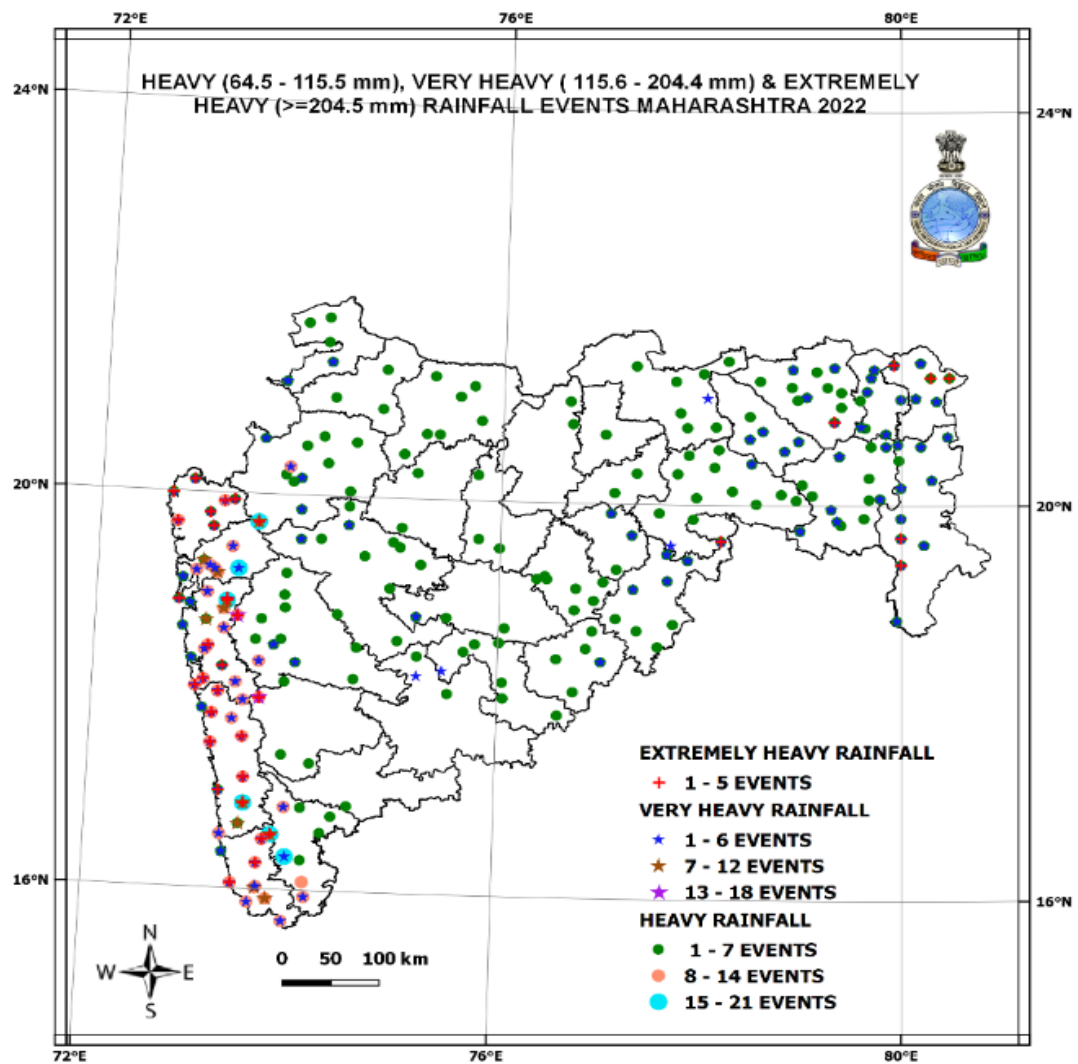 72°E
76°E
80°E
24°N
HEAVY (64.5 - 115.5 mm), VERY HEAVY ( 115.6 - 204.4 mm) & EXTREMELY
HEAVY (>=204.5 mm) RAINFALL EVENTS MAHARASHTRA 2022
24°N
20°N
20°N
EXTREMELY HEAVY RAINFALL
1 - 5 EVENTS
VERY HEAVY RAINFALL
1 - 6 EVENTS
7 - 12 EVENTS
13 - 18 EVENTS
HEAVY RAINFALL
1 - 7 EVENTS
8 - 14 EVENTS
15 - 21 EVENTS
16°N
16°N
N
W
E
S
0 50 100 km
72°E
76°E
80°E